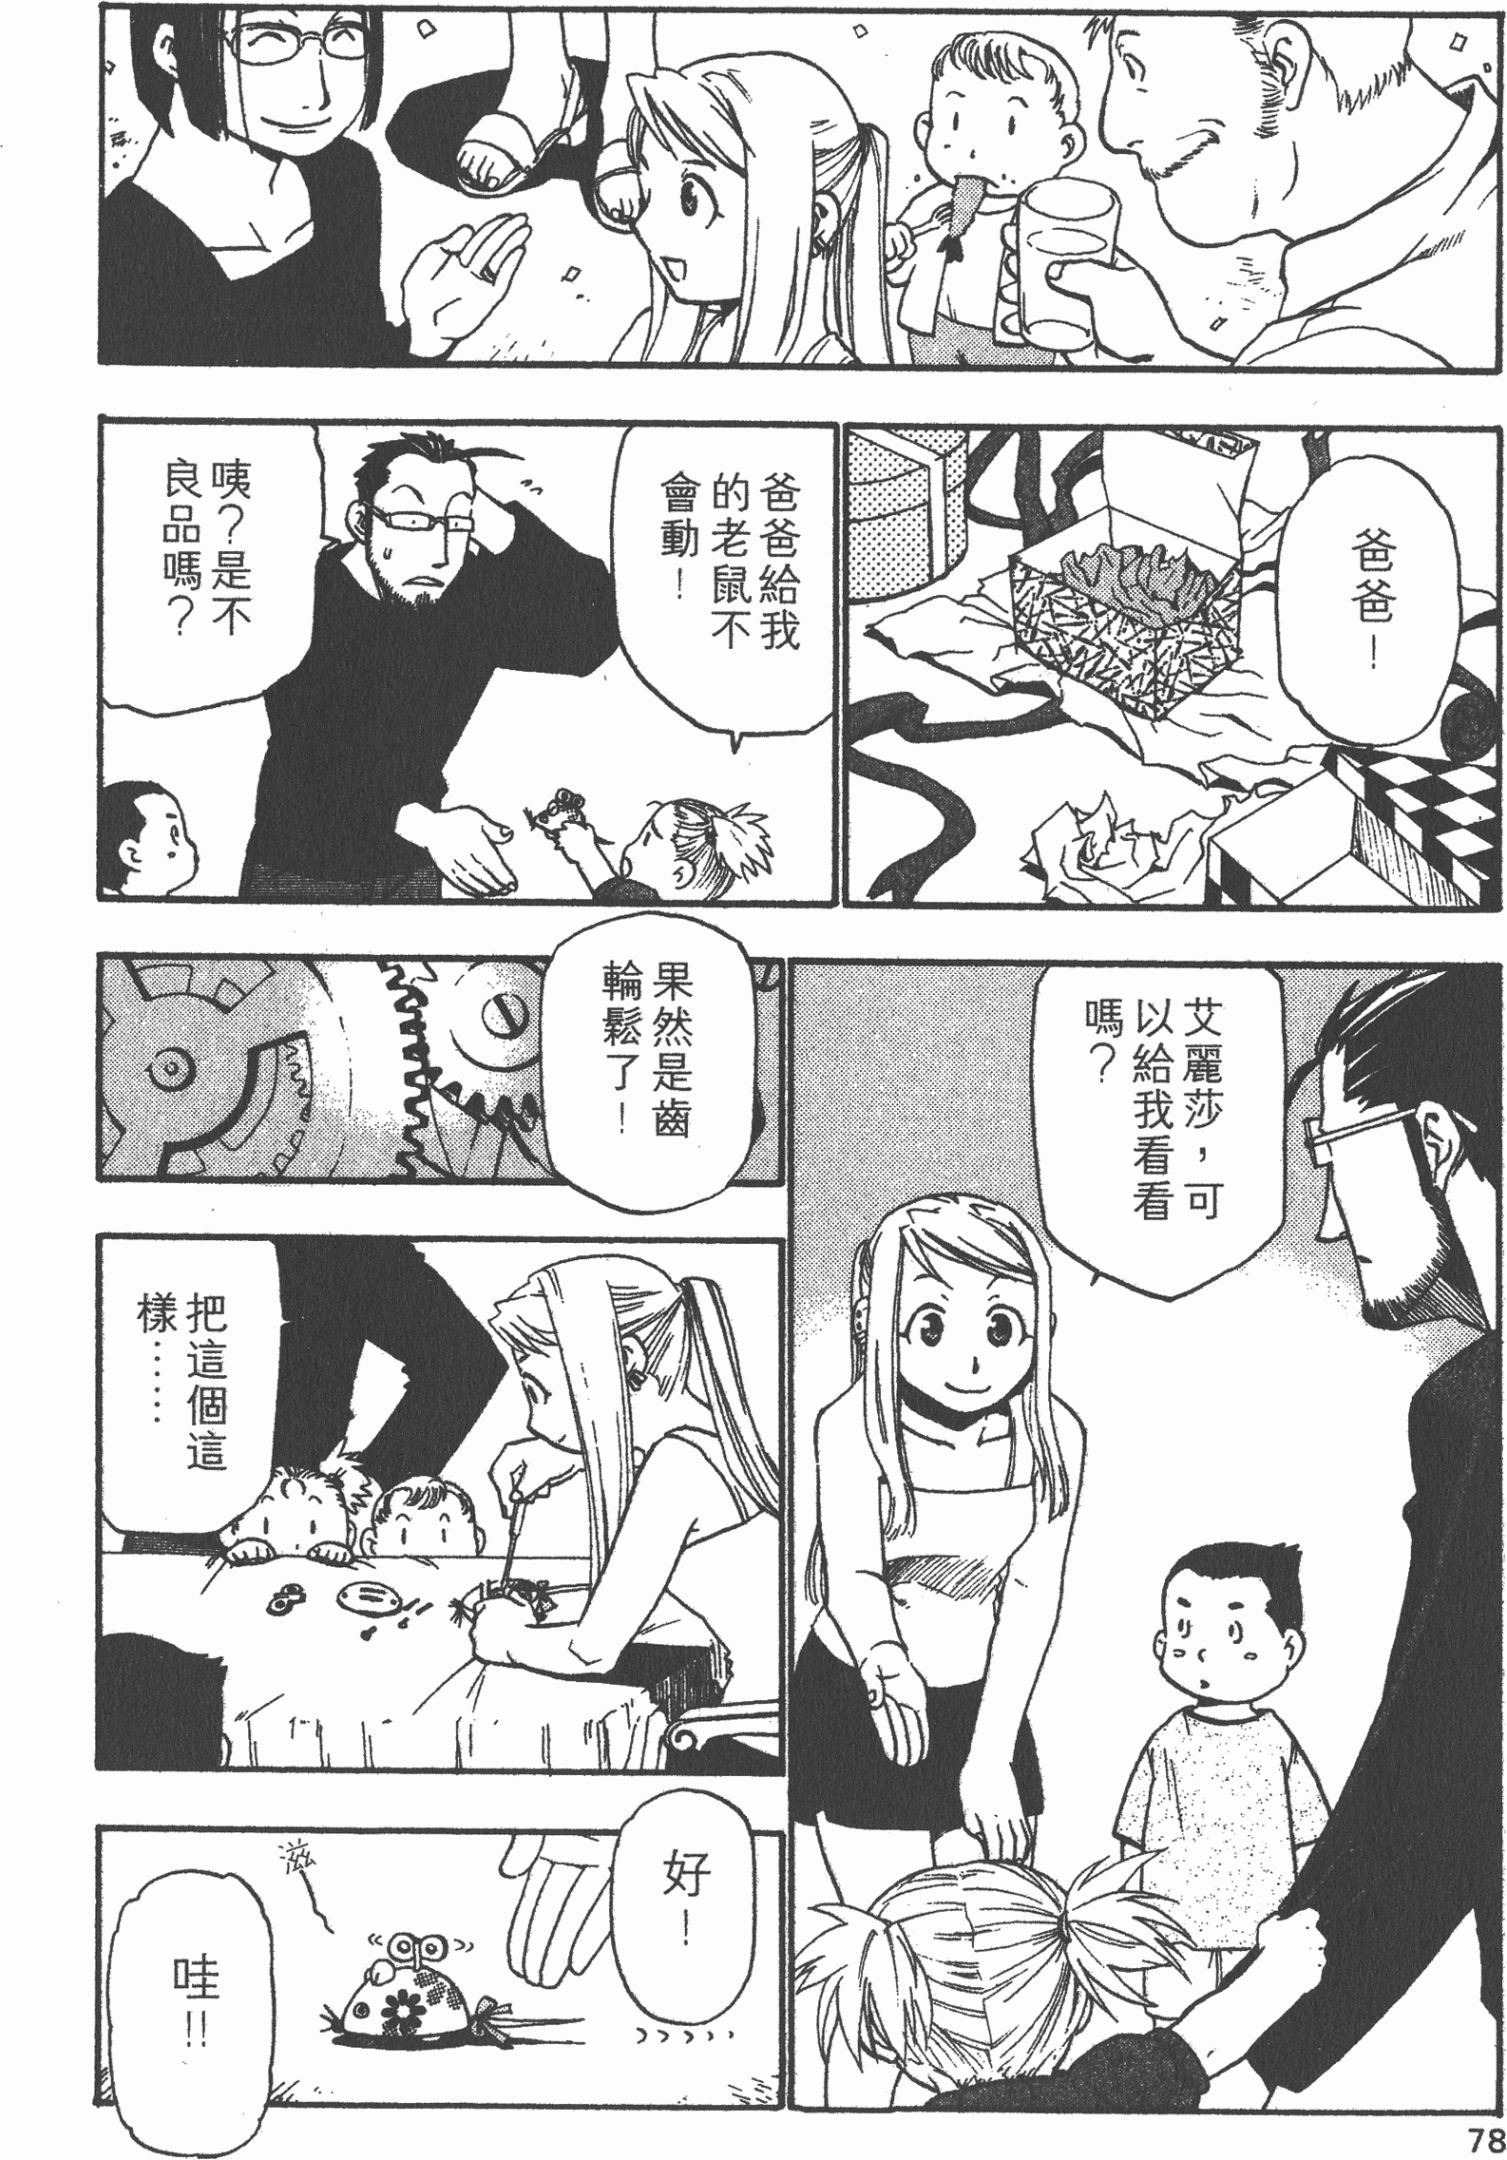 爸爸！
爸爸給我
的老鼠不
會動！
咦？是不
良品嗎？
艾麗莎，可
以給我看看
嗎？
果然是齒
輪鬆了！
把這個這
樣……
好！
滋
哇!!
78